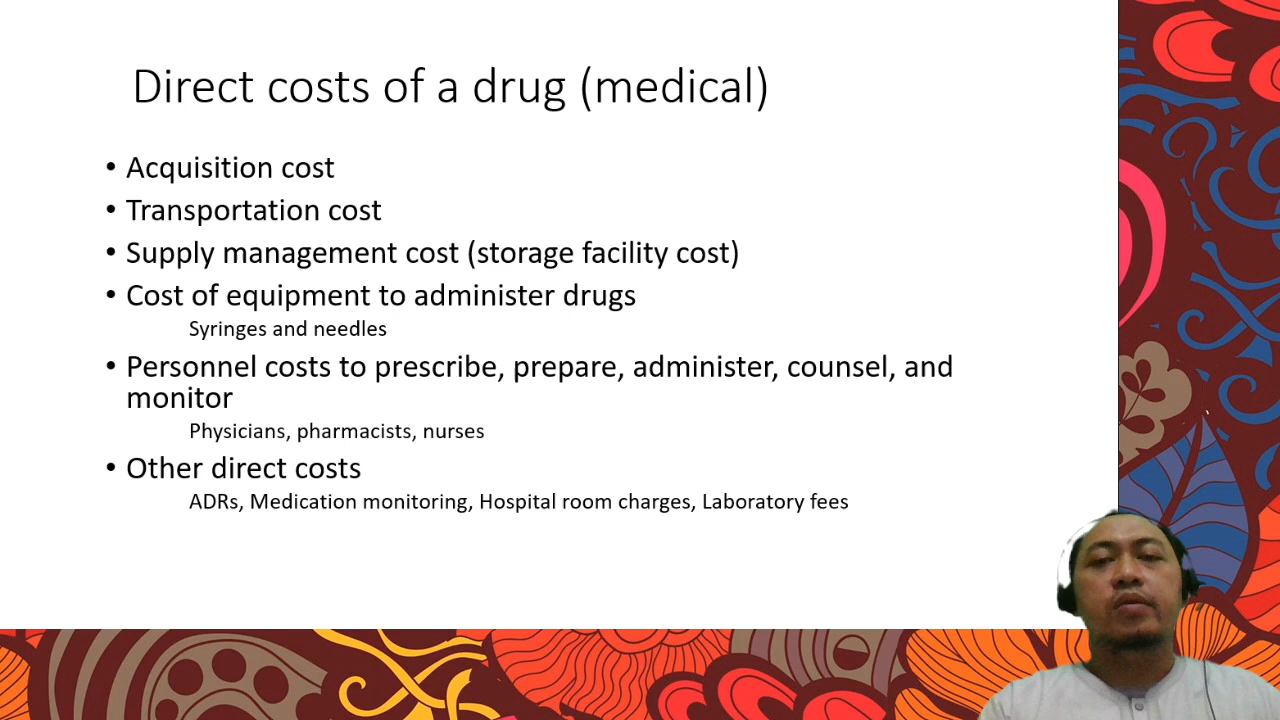 Direct costs of a drug (medical)
• Acquisition cost
• Transportation cost
• Supply management cost (storage facility cost)
• Cost of equipment to administer drugs
Syringes and needles
• Personnel costs to prescribe, prepare, administer, counsel, and
monitor
Physicians, pharmacists, nurses
• Other direct costs
ADRs, Medication monitoring, Hospital room charges, Laboratory fees